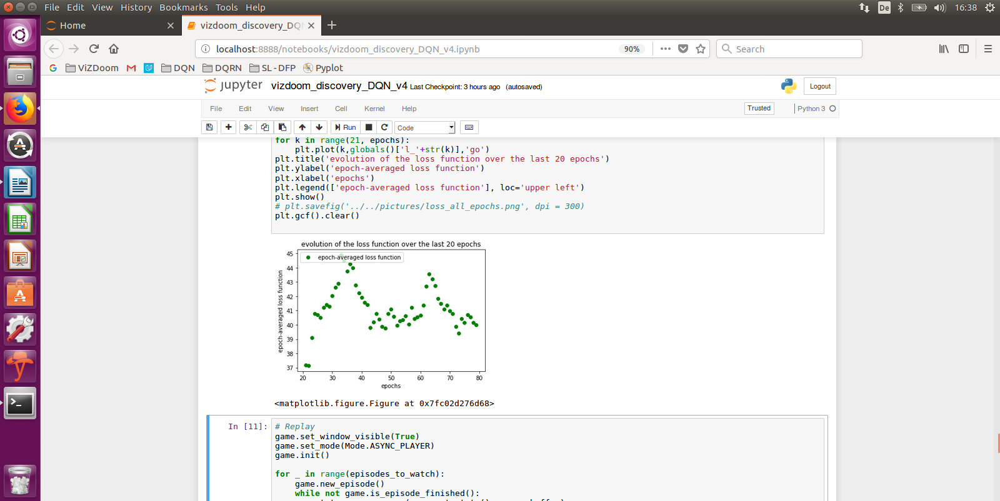 File Edit View History Bookmarks Tools Help
De 16:38
Home
vizdoom_discovery_DQ
localhost:8888/notebooks/vizdoom_discovery_DQN_v4.ipynb
90%
Search
ViZDoom
DQN
DQRN
SL-DFP
Pyplot
jupyter vizdoom_discovery_DQN_v4 Last Checkpoint: 3 hours ago (autosaved)
Logout
File Edit View Insert Cell Kernel Help
Trusted
Python 3
Run
Code
for k in range(21, epochs):
plt.plot(k,globals()['l_'+str(k)],'go')
plt.title('evolution of the loss function over the last 20 epochs')
plt.ylabel('epoch-averaged loss function')
plt.xlabel('epochs')
plt.legend(['epoch-averaged loss function'], loc='upper left')
plt.show()
# plt.savefig('../../pictures/loss_all_epochs.png', dpi = 300)
plt.gcf().clear()
evolution of the loss function over the last 20 epochs
epoch-averaged loss function
epoch-averaged loss function
45
44
43
42
41
40
39
38
37
20 30 40 50 60 70 80
epochs
<matplotlib.figure.Figure at 0x7fc02d276d68>
In [11]:
# Replay
game.set_window_visible(True)
game.set_mode(Mode.ASYNC_PLAYER)
game.init()
for _ in range(episodes_to_watch):
game.new_episode()
while not game.is_episode_finished():